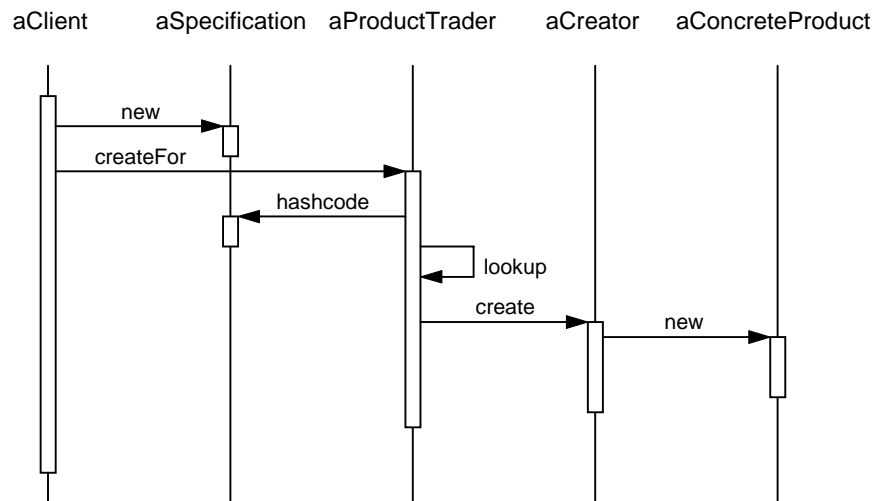 aClient aSpecification aProductTrader aCreator aConcreteProduct
new
createFor
hashcode
lookup
create
new